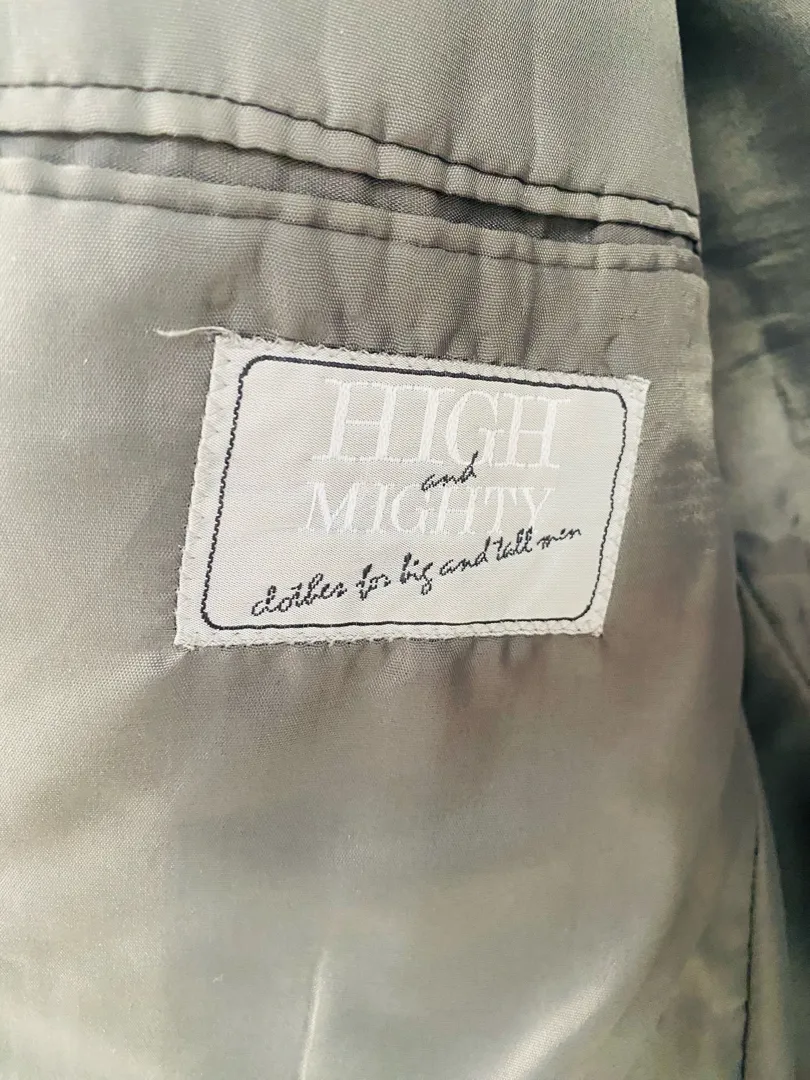 HIGH
and
MIGHTY
clothes for big and tall men